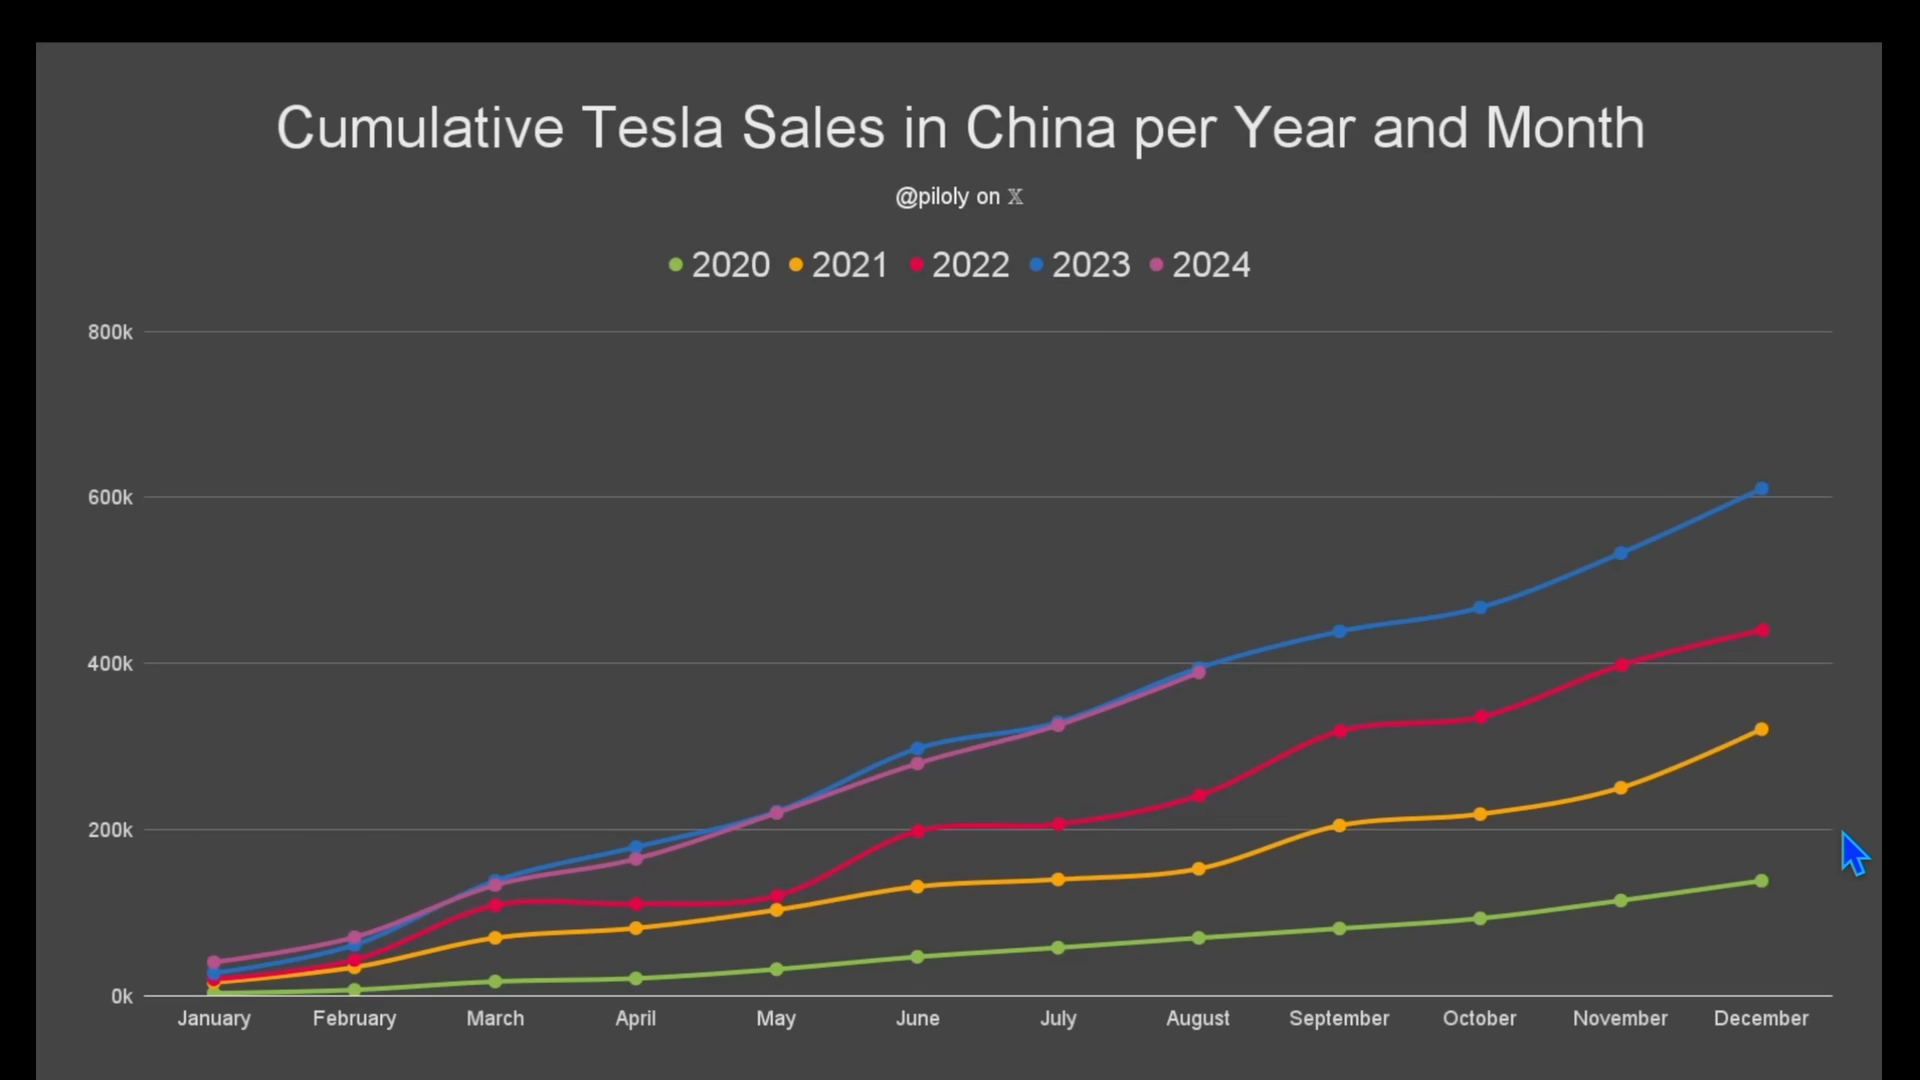 Cumulative Tesla Sales in China per Year and Month
@piloly on 𝕏
2020 2021 2022 2023 2024
800k
600k
400k
200k
0k
January February March April May June July August September October November December